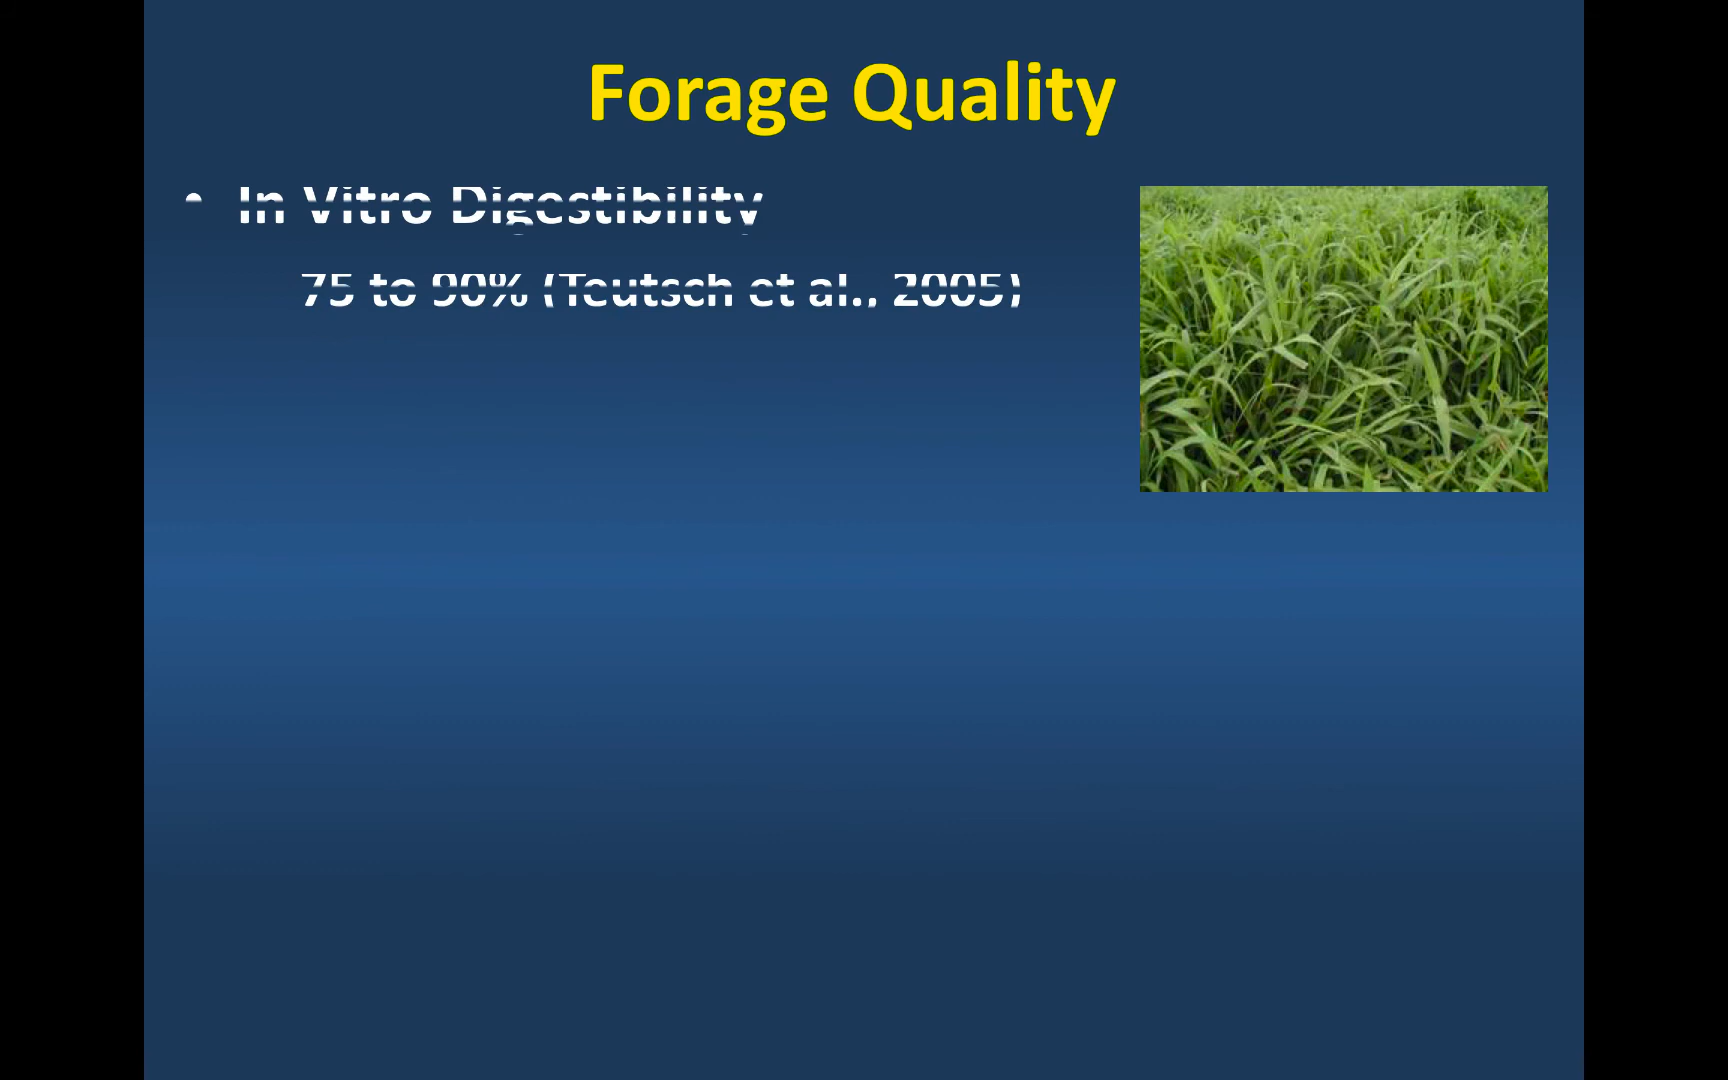 Forage Quality
• In Vitro Digestibility
75 to 90% (Teutsch et al., 2005)